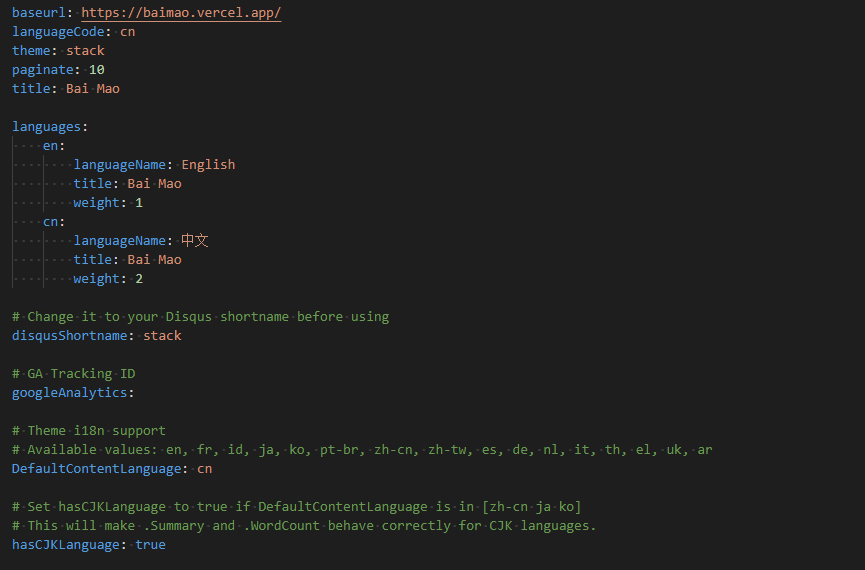 baseurl: https://baimao.vercel.app/
languageCode: cn
theme: stack
paginate: 10
title: Bai Mao

languages:
    en:
        languageName: English
        title: Bai Mao
        weight: 1
    cn:
        languageName: 中文
        title: Bai Mao
        weight: 2

# Change it to your Disqus shortname before using
disqusShortname: stack

# GA Tracking ID
googleAnalytics:

# Theme i18n support
# Available values: en, fr, id, ja, ko, pt-br, zh-cn, zh-tw, es, de, nl, it, th, el, uk, ar
DefaultContentLanguage: cn

# Set hasCJKLanguage to true if DefaultContentLanguage is in [zh-cn ja ko]
# This will make .Summary and .WordCount behave correctly for CJK languages.
hasCJKLanguage: true